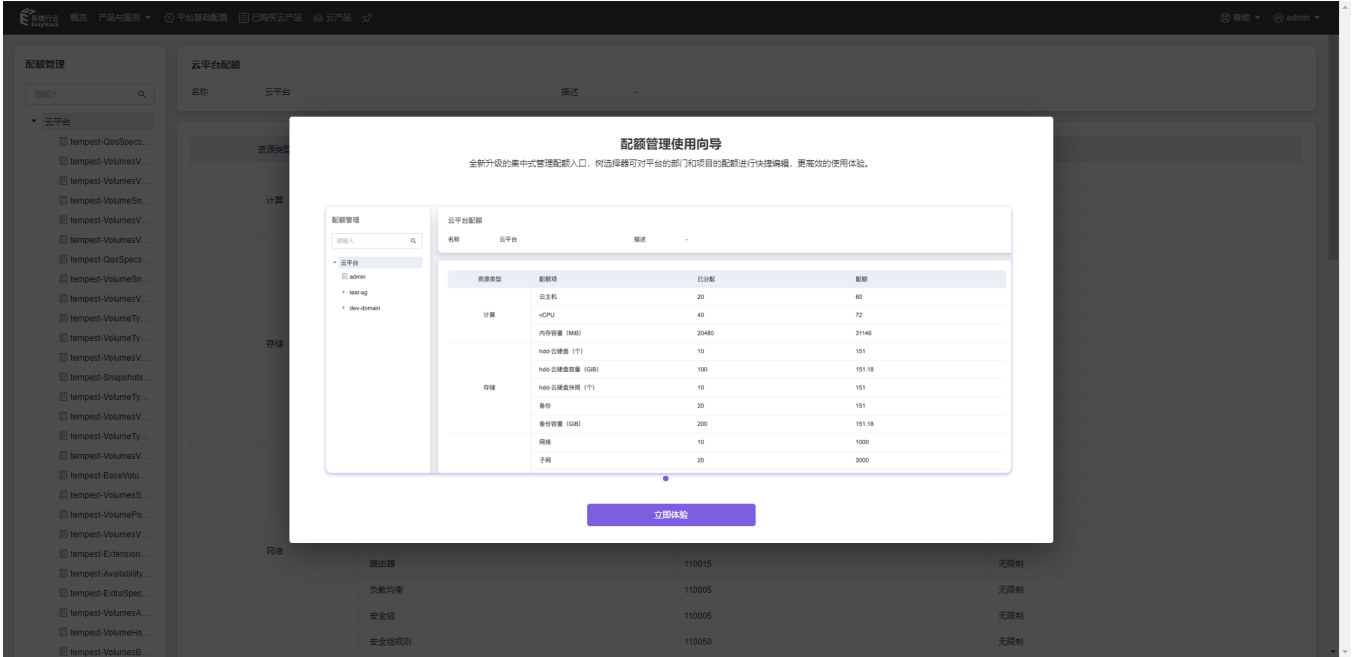 易捷行云 EasyStack 概览 产品与服务 平台基础配置 已购买云产品 云产品 帮助 admin
配额管理
请输入
云平台
tempest-QosSpecs...
tempest-VolumesV...
tempest-VolumesV...
tempest-VolumeSn...
tempest-VolumesV...
tempest-VolumesV...
tempest-QosSpecs...
tempest-VolumeSn...
tempest-VolumesV...
tempest-VolumeTy...
tempest-VolumeTy...
tempest-VolumesV...
tempest-Snapshots...
tempest-VolumeTy...
tempest-VolumesV...
tempest-VolumeTy...
tempest-VolumesV...
tempest-BaseVolu...
tempest-VolumesS...
tempest-VolumePo...
tempest-VolumesV...
tempest-Extension...
tempest-Availability...
tempest-ExtraSpec...
tempest-VolumesA...
tempest-VolumeHo...
tempest-VolumesB...
云平台配额
名称 云平台 描述 -
资源类型
计算
存储
网络
路由器 110015 无限制
负载均衡 110005 无限制
安全组 110005 无限制
安全组规则 110050 无限制
配额管理使用向导
全新升级的集中式管理配额入口，树选择器可对平台的部门和项目的配额进行快捷编辑，更高效的使用体验。
配额管理
请输入
云平台
admin
test-sg
dev-domain
云平台配额
名称 云平台 描述 -
资源类型 配额项 已分配 配额
计算
云主机 20 60
vCPU 40 72
内存容量（MiB） 20480 31146
存储
hdd-云硬盘（个） 10 151
hdd-云硬盘容量（GiB） 100 151.18
hdd-云硬盘快照（个） 10 151
备份 20 151
备份容量（GiB） 200 151.18
网络 10 1000
子网 20 3000
立即体验